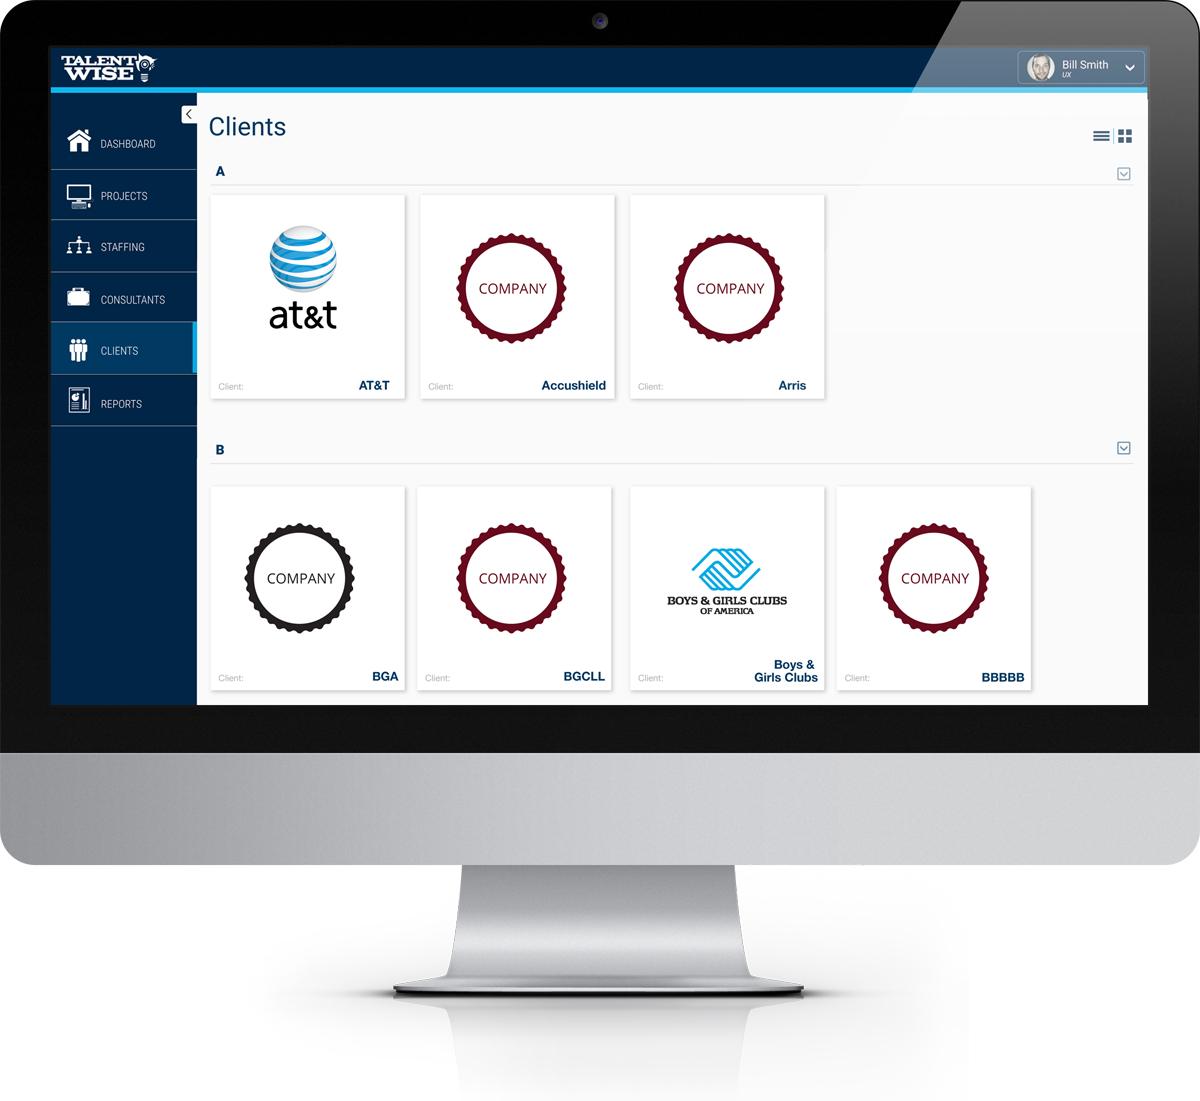 TALENT
WISE
Bill Smith
UX
Clients
DASHBOARD
PROJECTS
STAFFING
CONSULTANTS
CLIENTS
REPORTS
A
at&t
Client:
AT&T
COMPANY
Client:
Accushield
COMPANY
Client:
Arris
B
COMPANY
Client:
BGA
COMPANY
Client:
BGCLL
BOYS & GIRLS CLUBS
OF AMERICA
Client:
Boys &
Girls Clubs
COMPANY
Client:
BBBBB